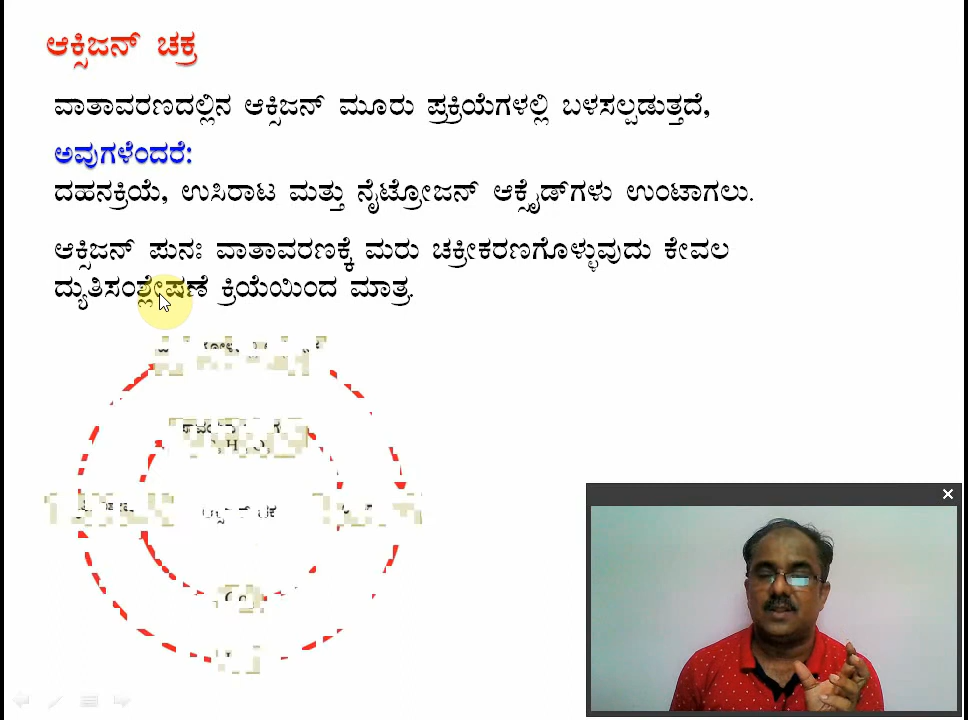 ಆಕ್ಸಿಜನ್ ಚಕ್ರ
ವಾತಾವರಣದಲ್ಲಿನ ಆಕ್ಸಿಜನ್ ಮೂರು ಪ್ರಕ್ರಿಯೆಗಳಲ್ಲಿ ಬಳಸಲ್ಪಡುತ್ತದೆ,
ಅವುಗಳೆಂದರೆ:
ದಹನಕ್ರಿಯೆ, ಉಸಿರಾಟ ಮತ್ತು ನೈಟ್ರೋಜನ್ ಆಕ್ಸೈಡ್‌ಗಳು ಉಂಟಾಗಲು.
ಆಕ್ಸಿಜನ್ ಪುನಃ ವಾತಾವರಣಕ್ಕೆ ಮರು ಚಕ್ರೀಕರಣಗೊಳ್ಳುವುದು ಕೇವಲ
ದ್ಯುತಿಸಂಶ್ಲೇಷಣೆ ಕ್ರಿಯೆಯಿಂದ ಮಾತ್ರ.